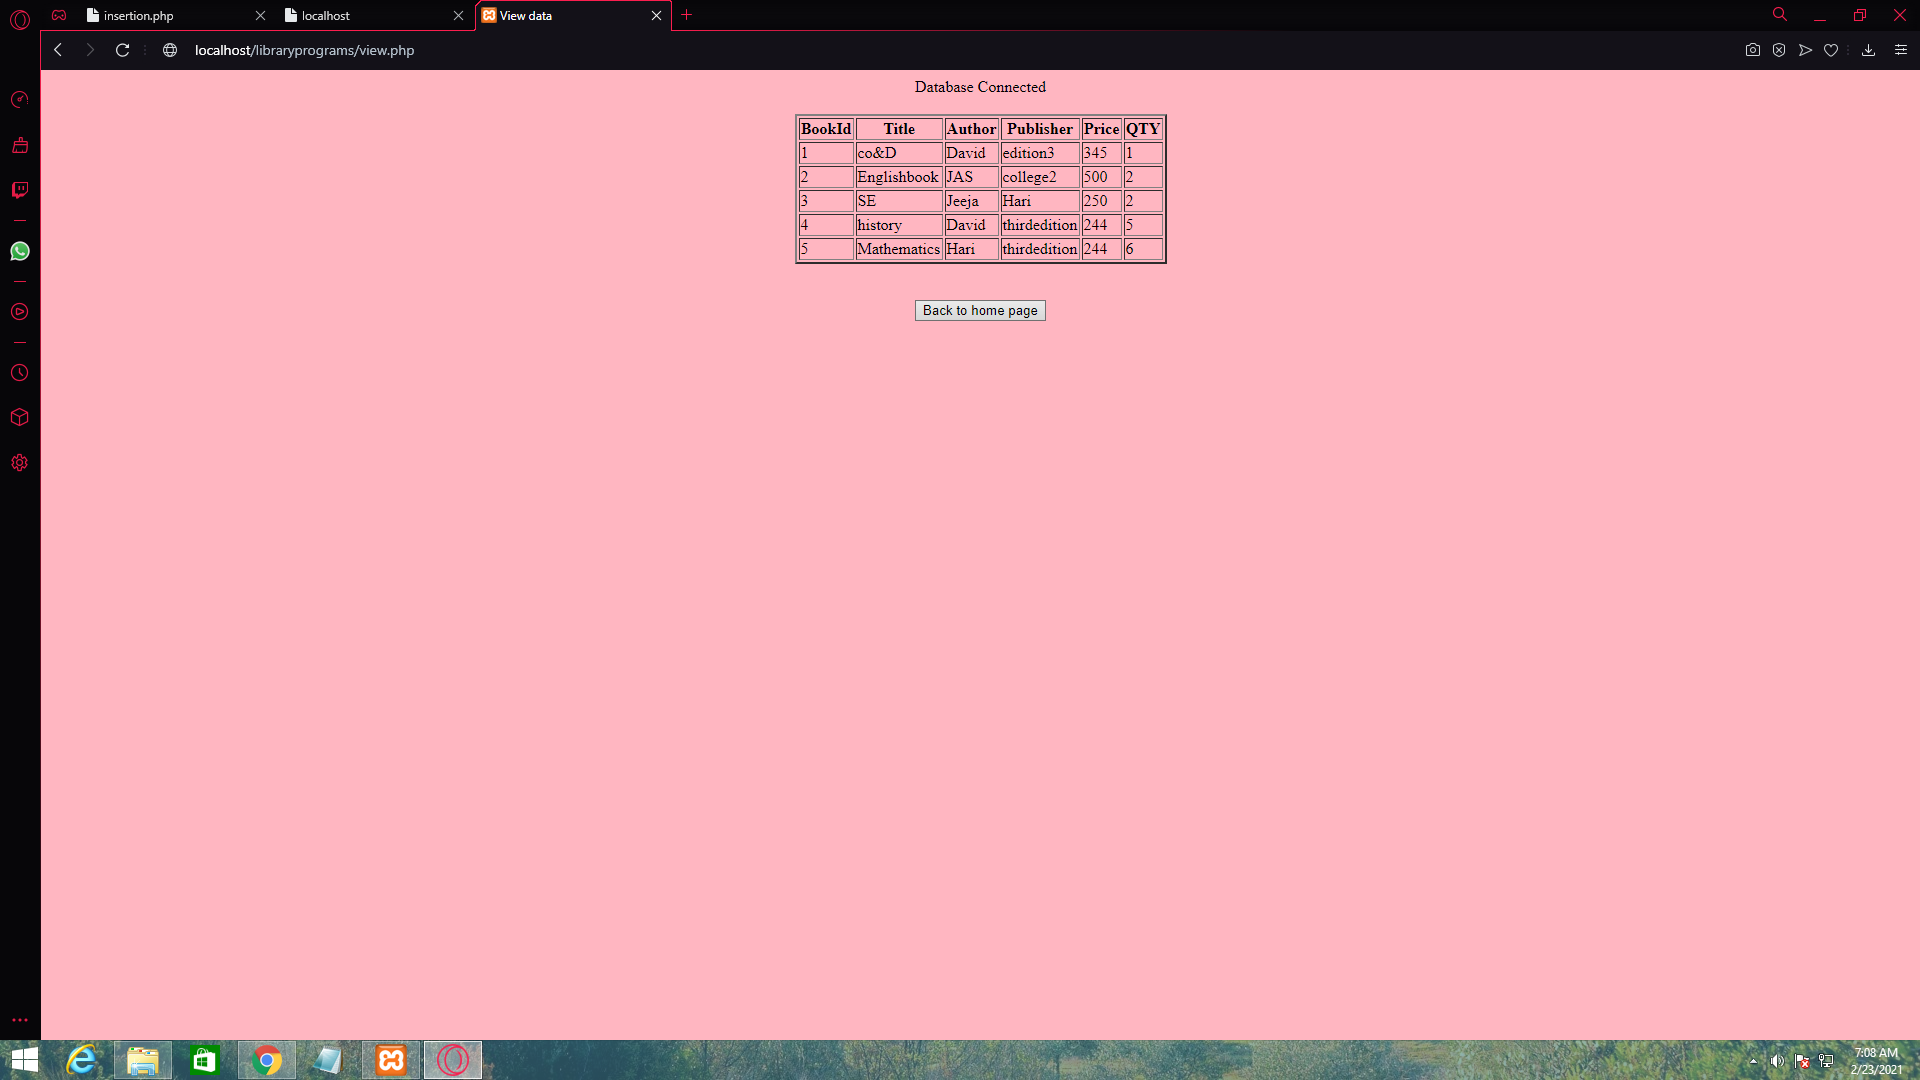 insertion.php
localhost
View data
localhost/libraryprograms/view.php
Database Connected
BookId Title Author Publisher Price QTY
1 co&D David edition3 345 1
2 Englishbook JAS college2 500 2
3 SE Jeeja Hari 250 2
4 history David thirdedition 244 5
5 Mathematics Hari thirdedition 244 6
Back to home page
7:08 AM
2/23/2021